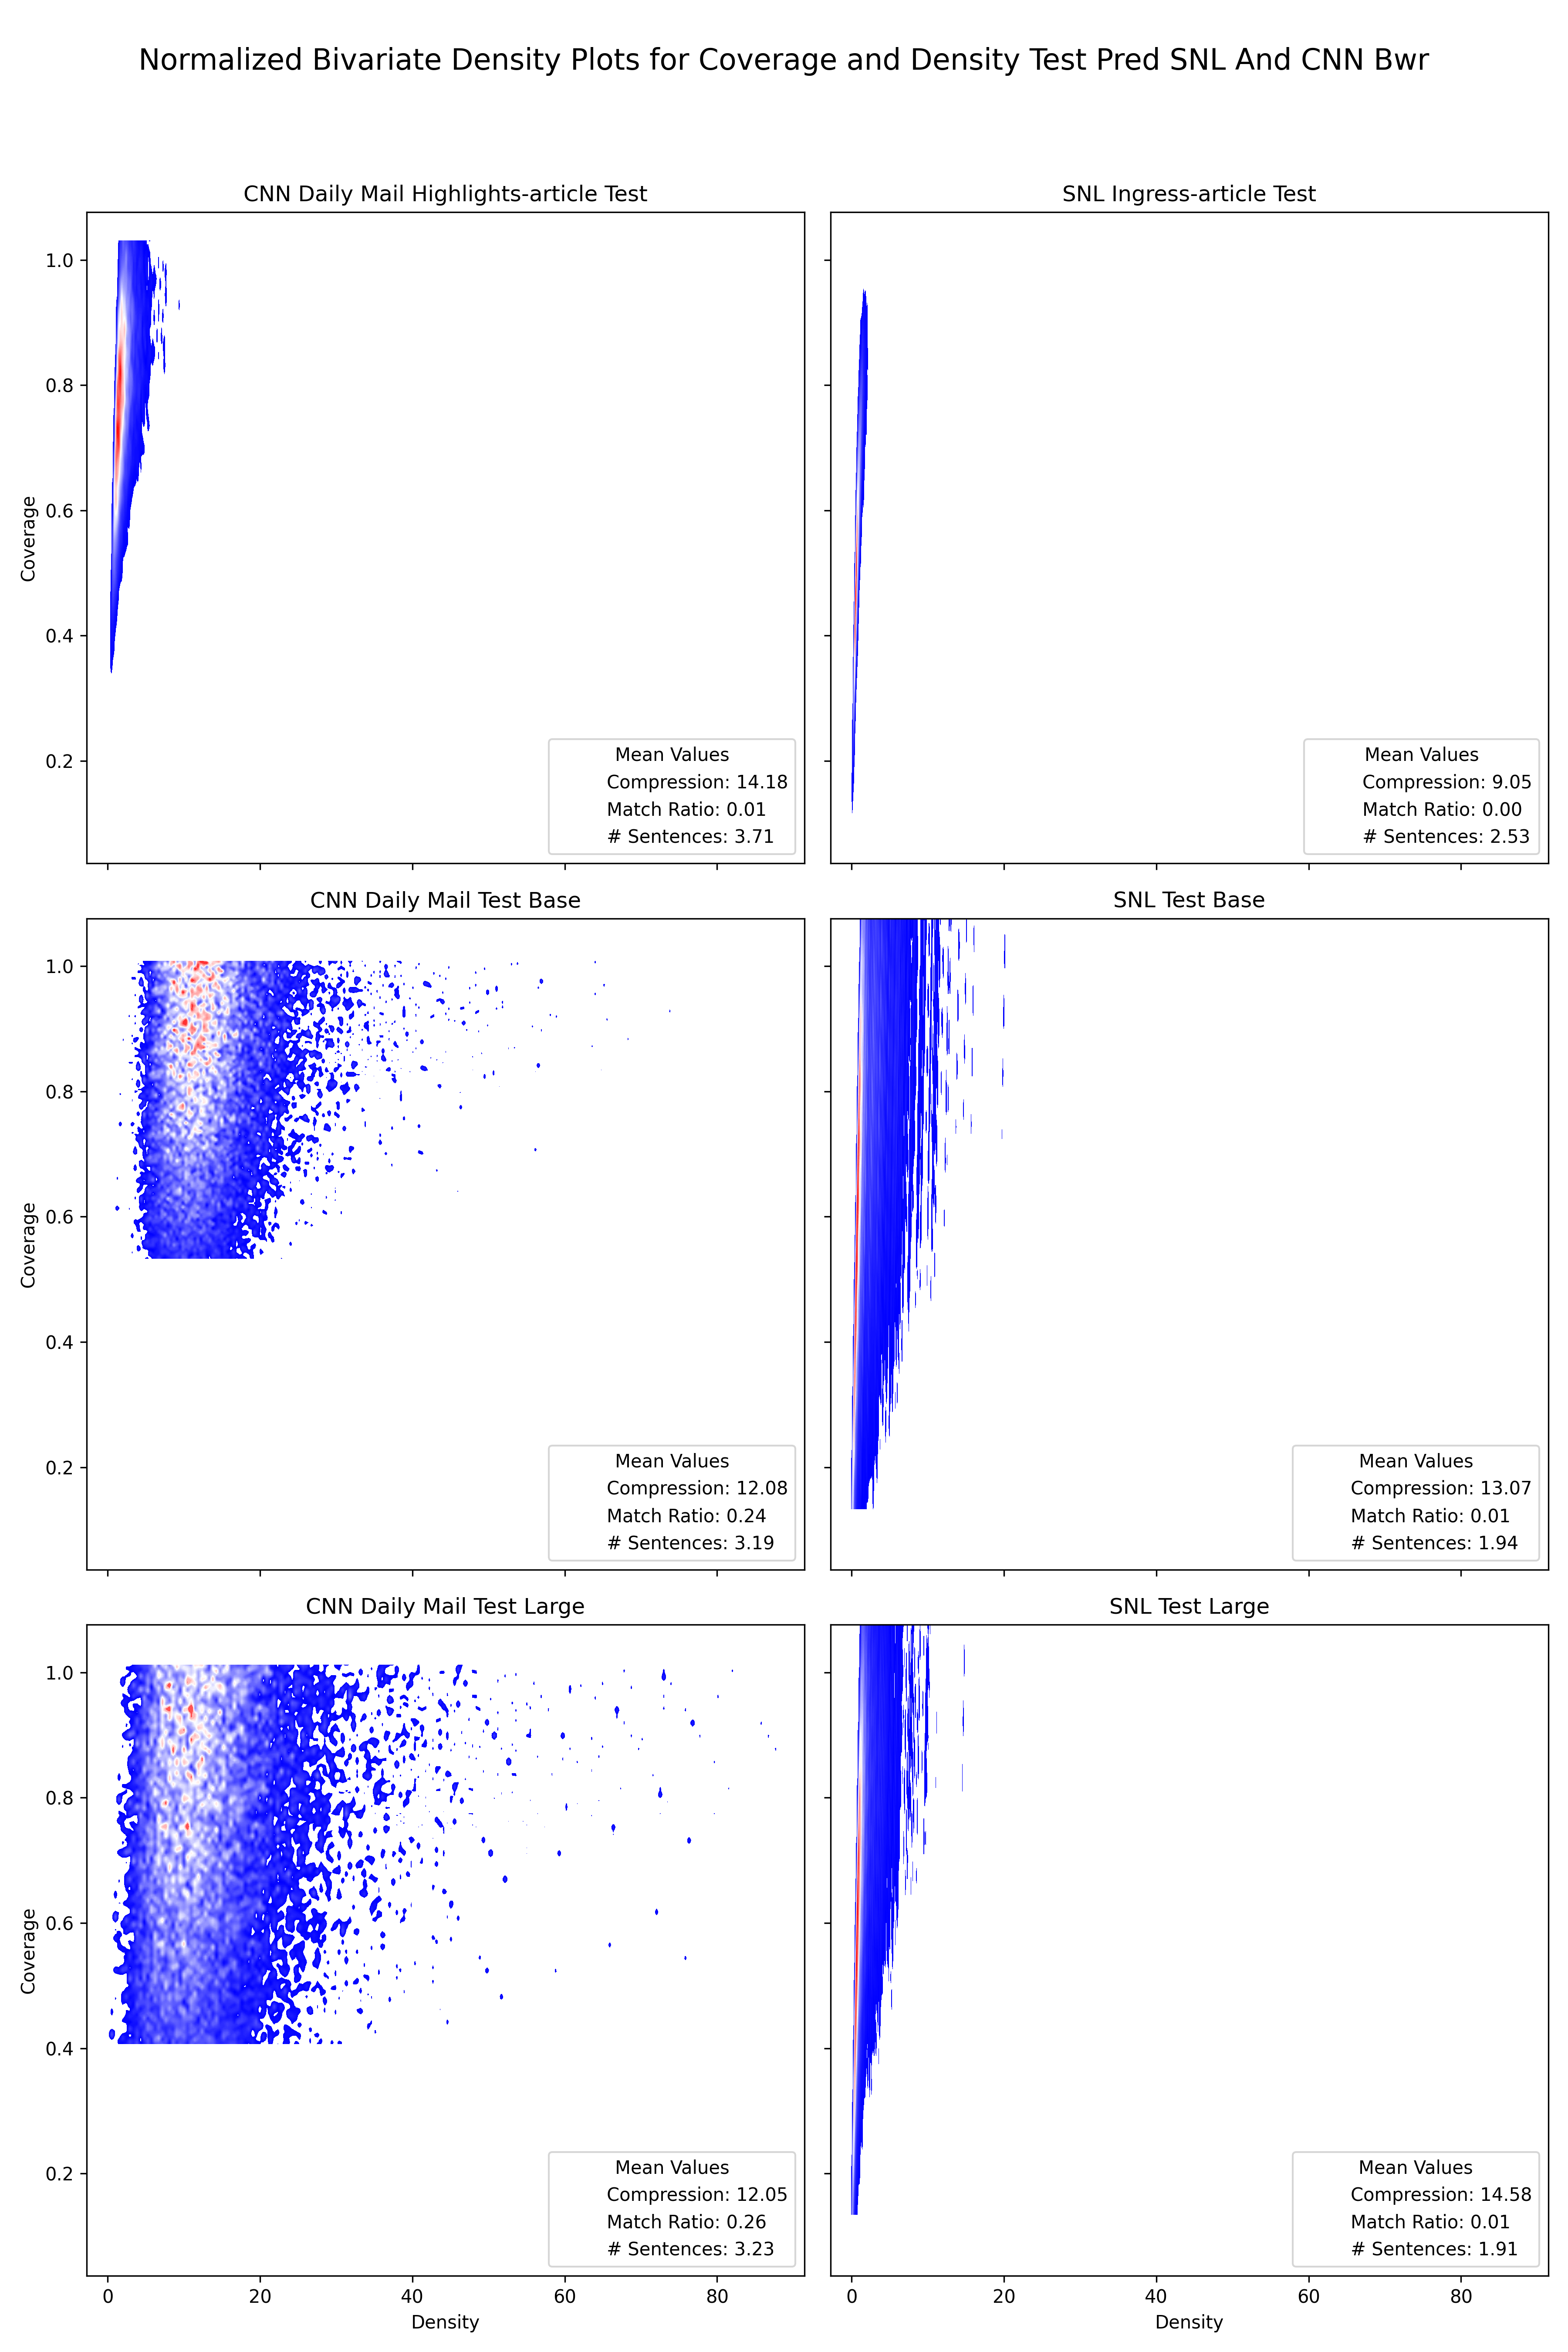 Normalized Bivariate Density Plots for Coverage and Density Test Pred SNL And CNN Bwr
CNN Daily Mail Highlights-article Test
Coverage
1.0
0.8
0.6
0.4
0.2
Mean Values
Compression: 14.18
Match Ratio: 0.01
# Sentences: 3.71
SNL Ingress-article Test
Mean Values
Compression: 9.05
Match Ratio: 0.00
# Sentences: 2.53
CNN Daily Mail Test Base
Coverage
1.0
0.8
0.6
0.4
0.2
Mean Values
Compression: 12.08
Match Ratio: 0.24
# Sentences: 3.19
SNL Test Base
Mean Values
Compression: 13.07
Match Ratio: 0.01
# Sentences: 1.94
CNN Daily Mail Test Large
Coverage
1.0
0.8
0.6
0.4
0.2
Mean Values
Compression: 12.05
Match Ratio: 0.26
# Sentences: 3.23
0 20 40 60 80
Density
SNL Test Large
Mean Values
Compression: 14.58
Match Ratio: 0.01
# Sentences: 1.91
0 20 40 60 80
Density